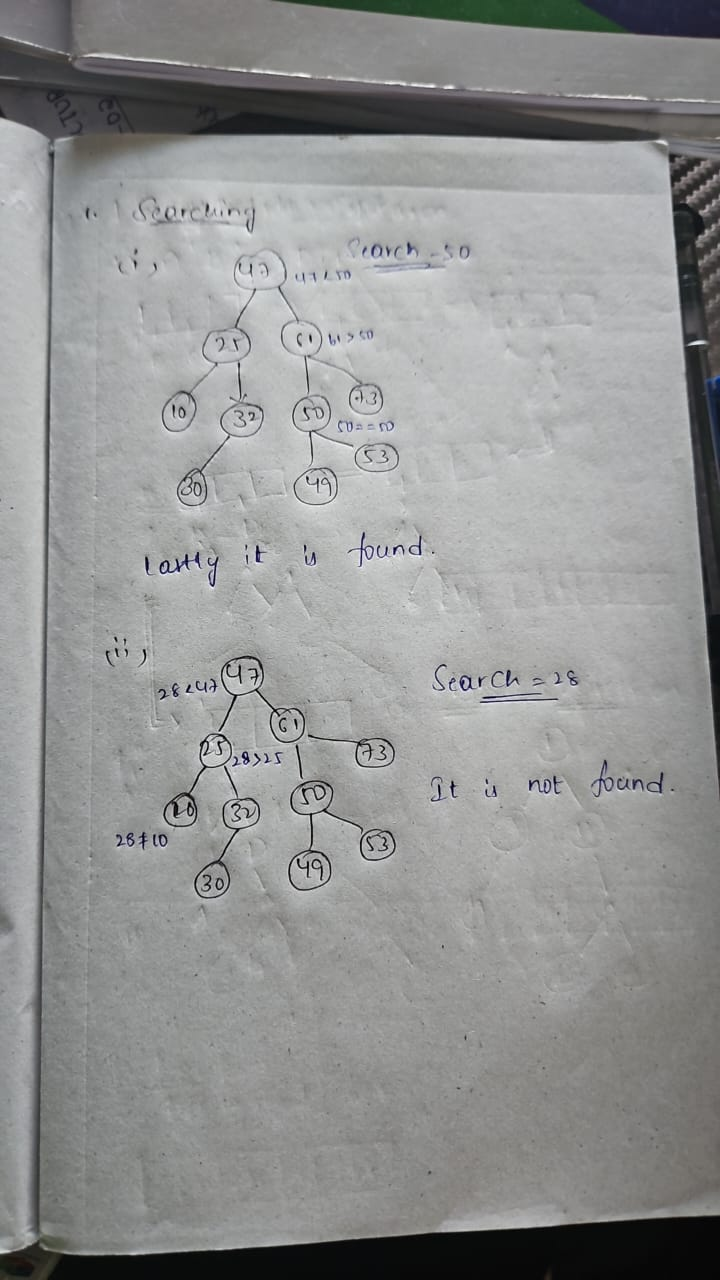 1. Searching
(i),
Search = 50
47 47<50
25 61 61>50
10 32 50 73
50==50
30 49 53
Lastly it is found.
(ii),
28<47 47
Search = 28
25 28>25 61 73
10 32 50
It is not found.
28≠10
30 49 53